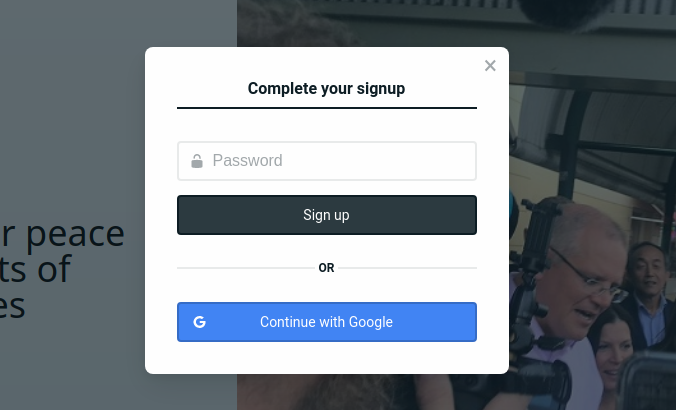 ×
Complete your signup
Password
Sign up
OR
G Continue with Google
r peace
ts of
es